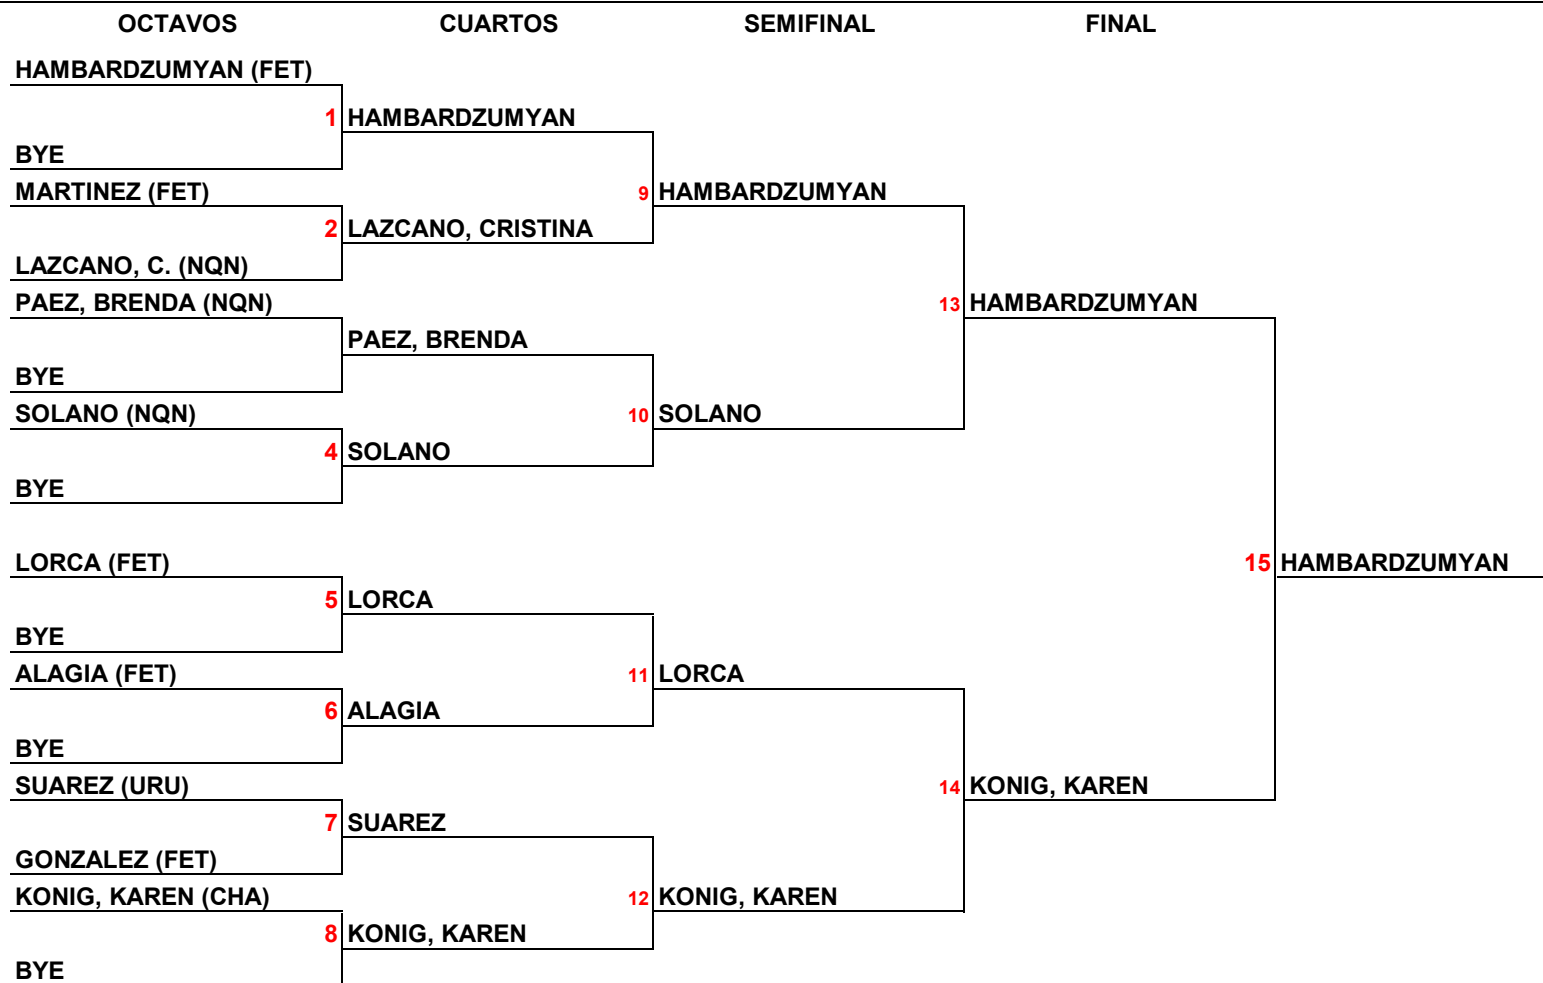 OCTAVOS CUARTOS SEMIFINAL FINAL
HAMBARDZUMYAN (FET)
1 HAMBARDZUMYAN
BYE
MARTINEZ (FET) 9 HAMBARDZUMYAN
2 LAZCANO, CRISTINA
LAZCANO, C. (NQN)
PAEZ, BRENDA (NQN) 13 HAMBARDZUMYAN
PAEZ, BRENDA
BYE
SOLANO (NQN) 10 SOLANO
4 SOLANO
BYE
LORCA (FET) 15 HAMBARDZUMYAN
5 LORCA
BYE
ALAGIA (FET) 11 LORCA
6 ALAGIA
BYE
SUAREZ (URU) 14 KONIG, KAREN
7 SUAREZ
GONZALEZ (FET)
KONIG, KAREN (CHA) 12 KONIG, KAREN
8 KONIG, KAREN
BYE